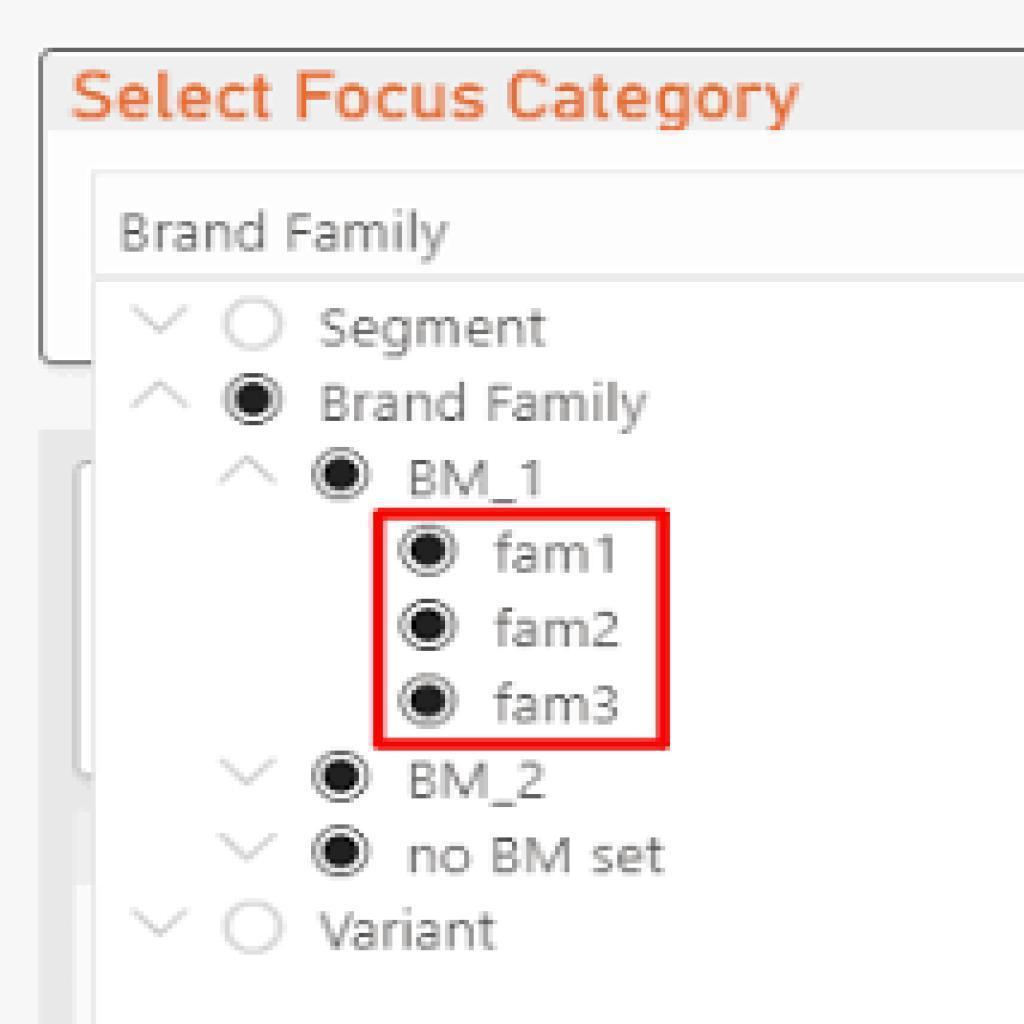 Select Focus Category
Brand Family
Segment
Brand Family
BM_1
fam1
fam2
fam3
BM_2
no BM set
Variant